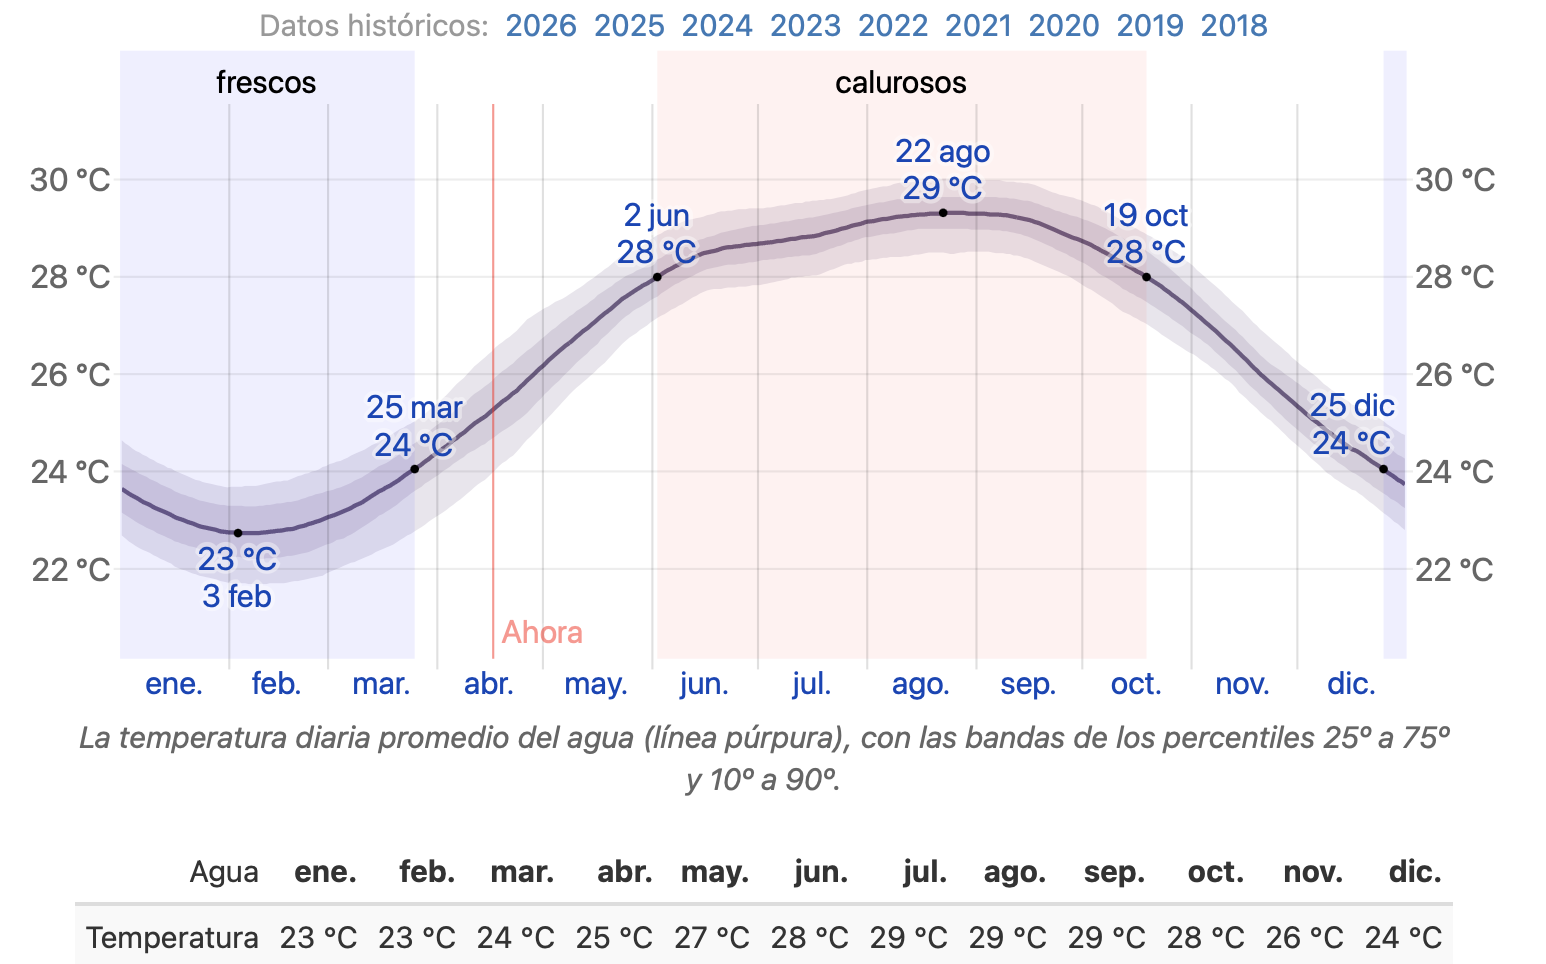 Datos históricos: 2026 2025 2024 2023 2022 2021 2020 2019 2018
frescos calurosos
22 ago
29 °C
30 °C 30 °C
2 jun 19 oct
28 °C 28 °C
28 °C 28 °C
26 °C 26 °C
25 mar 25 dic
24 °C 24 °C
24 °C 24 °C
23 °C
22 °C 22 °C
3 feb
Ahora
ene. feb. mar. abr. may. jun. jul. ago. sep. oct. nov. dic.
La temperatura diaria promedio del agua (línea púrpura), con las bandas de los percentiles 25º a 75º
y 10º a 90º.
Agua ene. feb. mar. abr. may. jun. jul. ago. sep. oct. nov. dic.
Temperatura 23 °C 23 °C 24 °C 25 °C 27 °C 28 °C 29 °C 29 °C 29 °C 28 °C 26 °C 24 °C